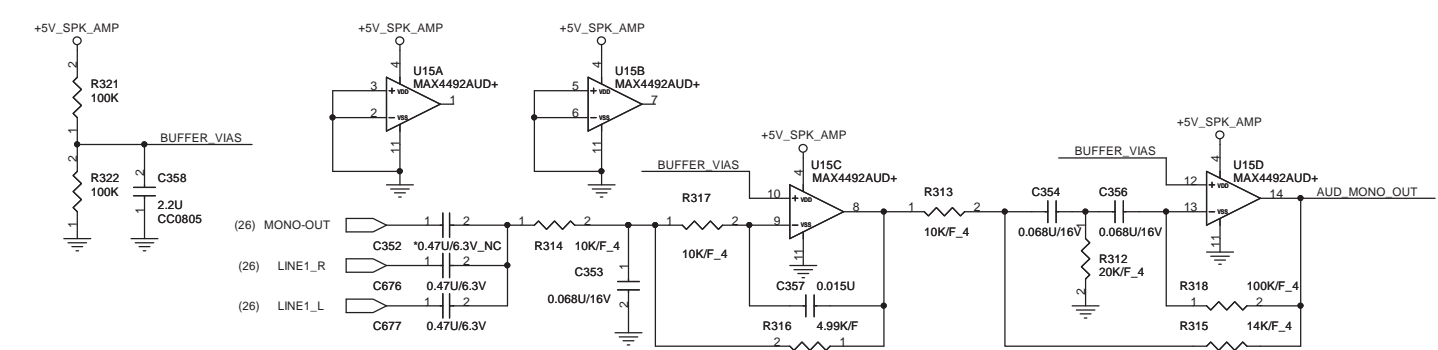 +5V_SPK_AMP
2
R321
100K
1
BUFFER_VIAS
2
R322
100K
1
2
C358
2.2U
CC0805
1
+5V_SPK_AMP
4
U15A
MAX4492AUD+
3
+ VDD
1
2
- VSS
11
+5V_SPK_AMP
4
U15B
MAX4492AUD+
5
+ VDD
7
6
- VSS
11
(26) MONO-OUT
1
2
C352
*0.47U/6.3V_NC
(26) LINE1_R
1
2
C676
0.47U/6.3V
(26) LINE1_L
1
2
C677
0.47U/6.3V
1
2
R314
10K/F_4
C353
1
0.068U/16V
2
BUFFER_VIAS
R317
1
2
10K/F_4
+5V_SPK_AMP
4
U15C
MAX4492AUD+
10
+ VDD
8
9
- VSS
11
C357
0.015U
R316
4.99K/F
2
1
R313
1
2
10K/F_4
BUFFER_VIAS
C354
0.068U/16V
C356
0.068U/16V
1
R312
20K/F_4
2
+5V_SPK_AMP
4
U15D
MAX4492AUD+
12
+ VDD
14
AUD_MONO_OUT
13
- VSS
11
R318
100K/F_4
1
2
R315
14K/F_4